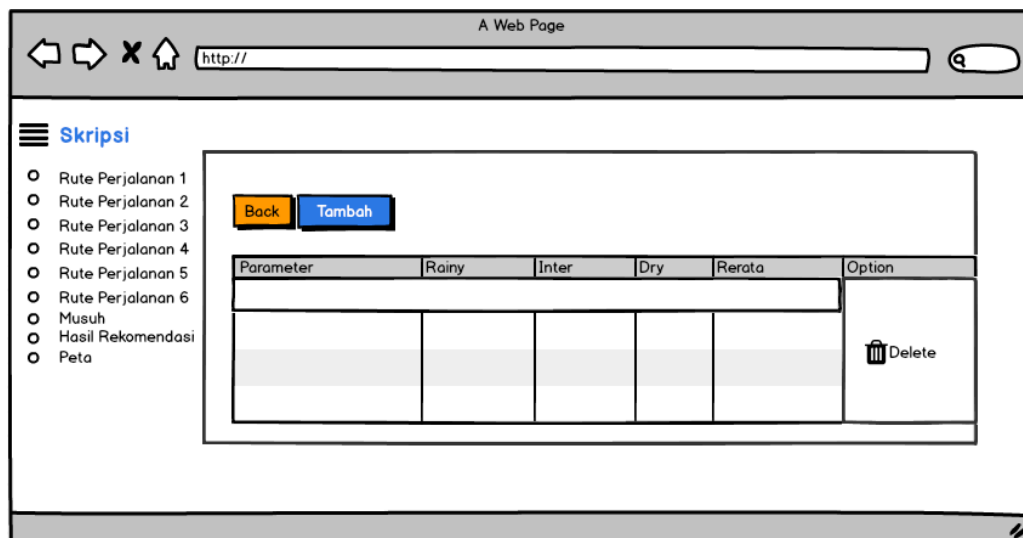 A Web Page
http://
Skripsi
Rute Perjalanan 1
Rute Perjalanan 2
Rute Perjalanan 3
Rute Perjalanan 4
Rute Perjalanan 5
Rute Perjalanan 6
Musuh
Hasil Rekomendasi
Peta
Back Tambah
Parameter Rainy Inter Dry Rerata Option
Delete